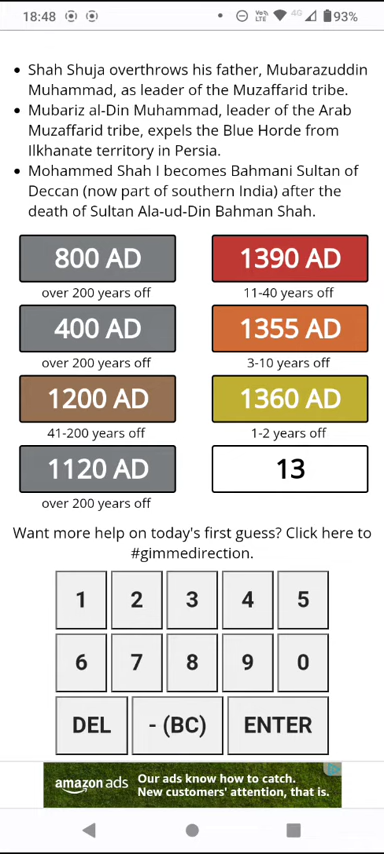 18:48 4G 93%
LTE
• Shah Shuja overthrows his father, Mubarazuddin
Muhammad, as leader of the Muzaffarid tribe.
• Mubariz al-Din Muhammad, leader of the Arab
Muzaffarid tribe, expels the Blue Horde from
Ilkhanate territory in Persia.
• Mohammed Shah I becomes Bahmani Sultan of
Deccan (now part of southern India) after the
death of Sultan Ala-ud-Din Bahman Shah.
800 AD 1390 AD
over 200 years off 11-40 years off
400 AD 1355 AD
over 200 years off 3-10 years off
1200 AD 1360 AD
41-200 years off 1-2 years off
1120 AD 13
over 200 years off
Want more help on today's first guess? Click here to
#gimmedirection.
1 2 3 4 5
6 7 8 9 0
DEL - (BC) ENTER
amazon ads Our ads know how to catch.
New customers' attention, that is.